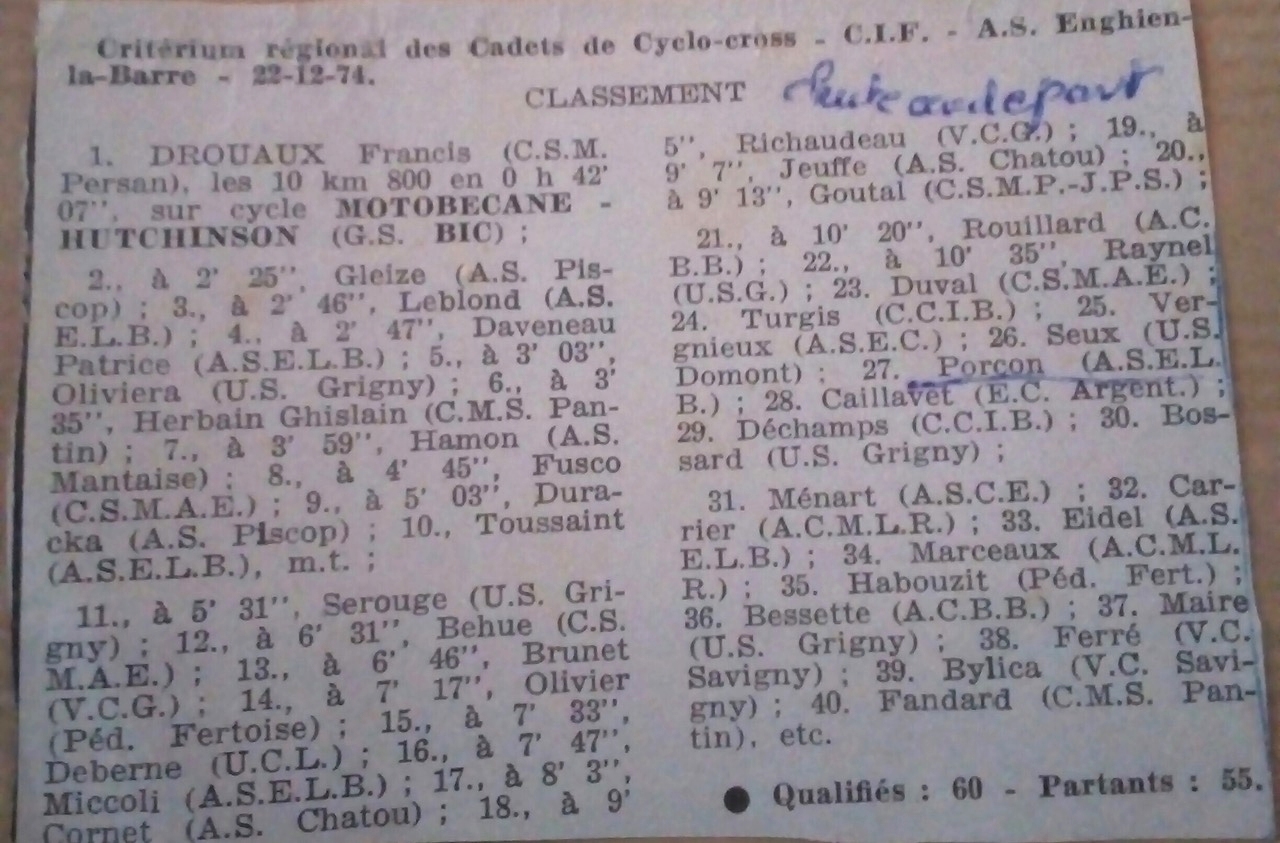 Critérium régional des Cadets de Cyclo-cross - C.I.F. - A.S. Enghien-
la-Barre - 22-12-74.
CLASSEMENT
chute au depart
1. DROUAUX Francis (C.S.M.
Persan), les 10 km 800 en 0 h 42'
07'', sur cycle MOTOBECANE -
HUTCHINSON (G.S. BIC) ;
2., à 2' 25'', Gleize (A.S. Pis-
cop) ; 3., à 2' 46'', Leblond (A.S.
E.L.B.) ; 4., à 2' 47'', Daveneau
Patrice (A.S.E.L.B.) ; 5., à 3' 03'',
Oliviera (U.S. Grigny) ; 6., à 3'
35'', Herbain Ghislain (C.M.S. Pan-
tin) ; 7., à 3' 59'', Hamon (A.S.
Mantaise) ; 8., à 4' 45'', Fusco
(C.S.M.A.E.) ; 9., à 5' 03'', Dura-
cka (A.S. Piscop) ; 10., Toussaint
(A.S.E.L.B.), m.t. ;
11., à 5' 31'', Serouge (U.S. Gri-
gny) ; 12., à 6' 31'', Behue (C.S.
M.A.E.) ; 13., à 6' 46'', Brunet
(V.C.G.) ; 14., à 7' 17'', Olivier
(Péd. Fertoise) ; 15., à 7' 33'',
Deberne (U.C.L.) ; 16., à 7' 47'',
Miccoli (A.S.E.L.B.) ; 17., à 8' 3'',
Cornet (A.S. Chatou) ; 18., à 9'
5'', Richaudeau (V.C.G.) ; 19., à
9' 7'', Jeuffe (A.S. Chatou) ; 20.,
à 9' 13'', Goutal (C.S.M.P.-J.P.S.) ;
21., à 10' 20'', Rouillard (A.C.
B.B.) ; 22., à 10' 35'', Raynel
(U.S.G.) ; 23. Duval (C.S.M.A.E.) ;
24. Turgis (C.C.I.B.) ; 25. Ver-
gnieux (A.S.E.C.) ; 26. Seux (U.S.
Domont) ; 27. Porcon (A.S.E.L.
B.) ; 28. Caillavet (E.C. Argent.) ;
29. Déchamps (C.C.I.B.) ; 30. Bos-
sard (U.S. Grigny) ;
31. Ménart (A.S.C.E.) ; 32. Car-
rier (A.C.M.L.R.) ; 33. Eidel (A.S.
E.L.B.) ; 34. Marceaux (A.C.M.L.
R.) ; 35. Habouzit (Péd. Fert.) ;
36. Bessette (A.C.B.B.) ; 37. Maire
(U.S. Grigny) ; 38. Ferré (V.C.
Savigny) ; 39. Bylica (V.C. Savi-
gny) ; 40. Fandard (C.M.S. Pan-
tin), etc.
● Qualifiés : 60 - Partants : 55.